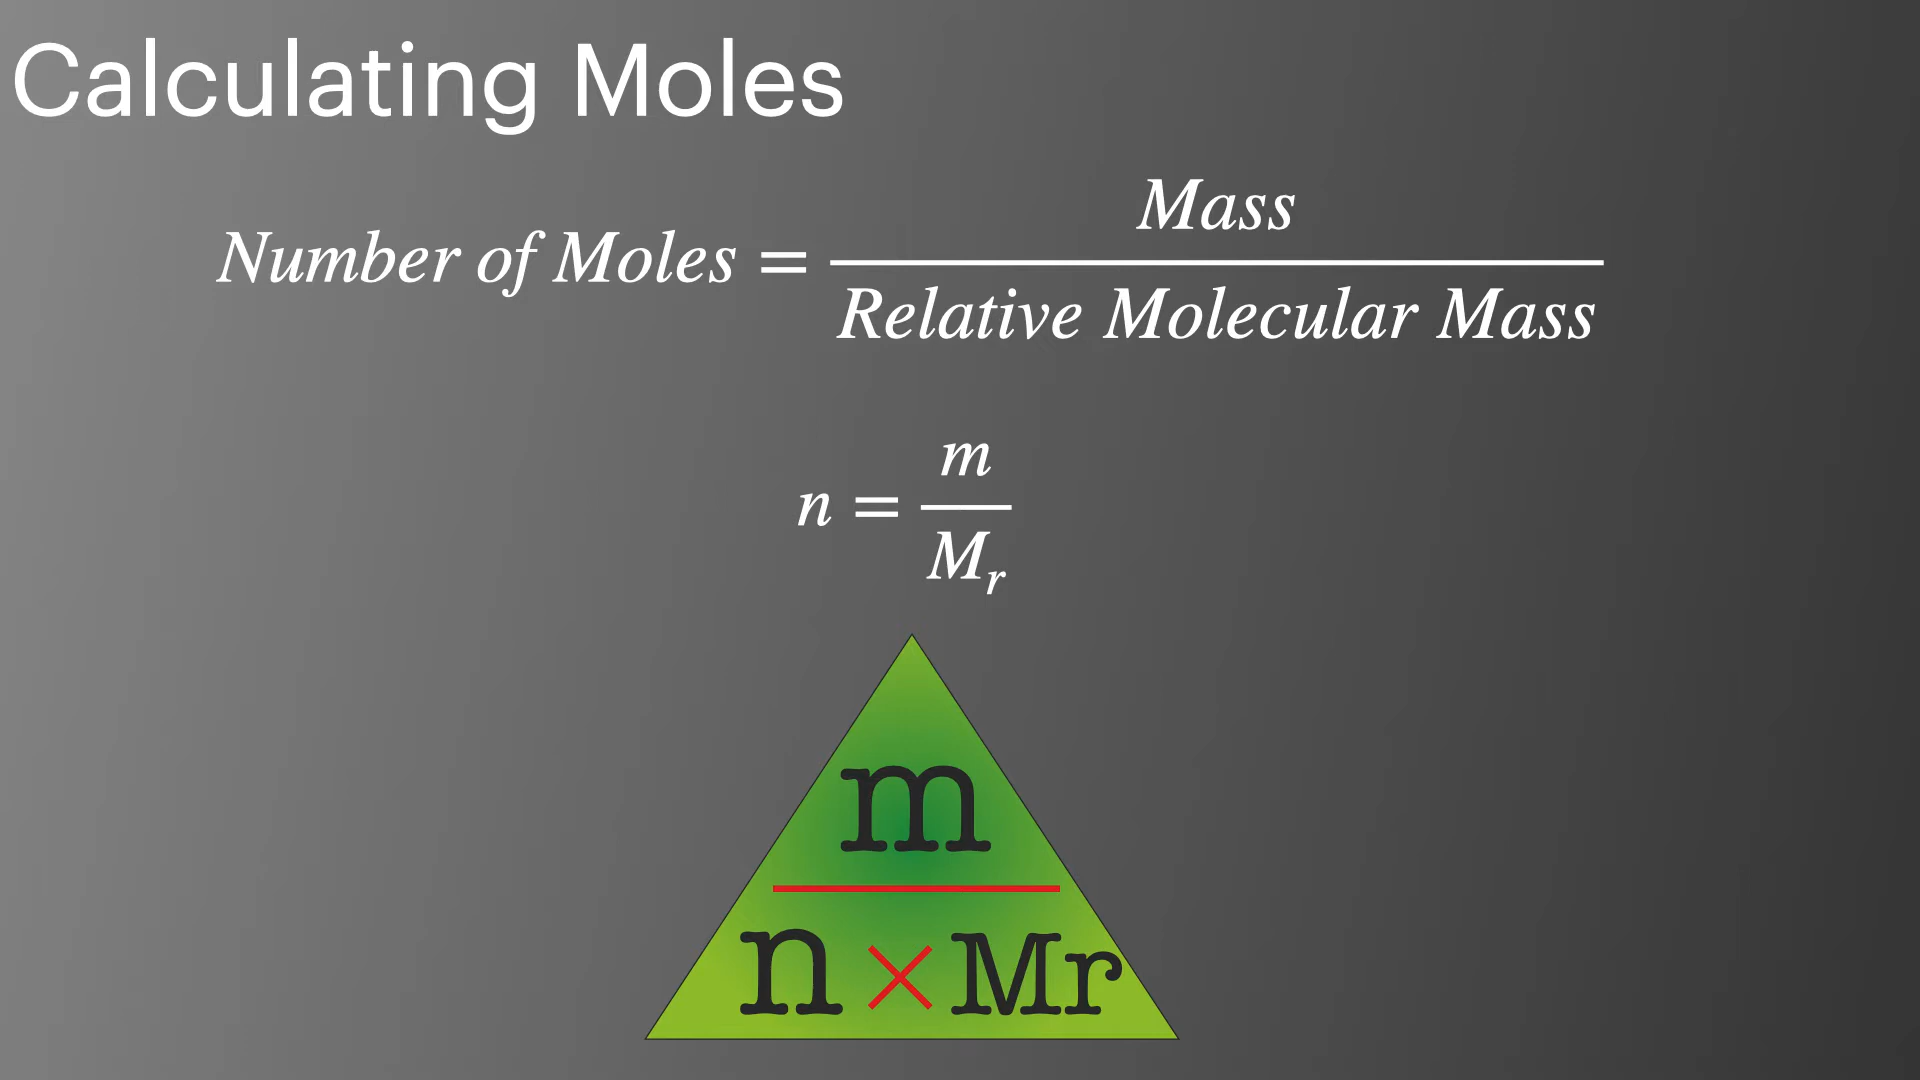 Calculating Moles
Number of Moles = Mass / Relative Molecular Mass
n = m / Mᵣ
m
n × Mr